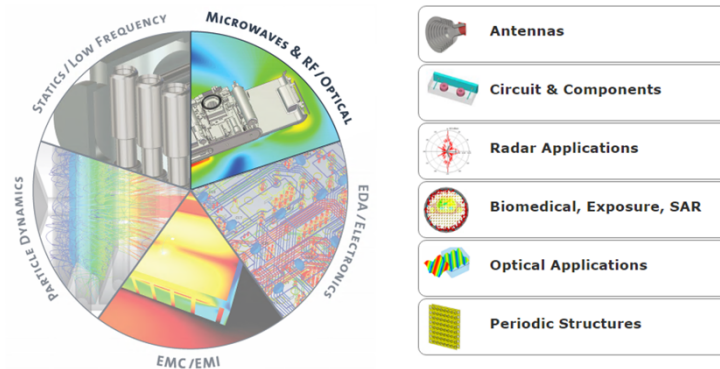 STATICS / LOW FREQUENCY
MICROWAVES & RF / OPTICAL
EDA / ELECTRONICS
EMC / EMI
PARTICLE DYNAMICS
Antennas
Circuit & Components
Radar Applications
Biomedical, Exposure, SAR
Optical Applications
Periodic Structures